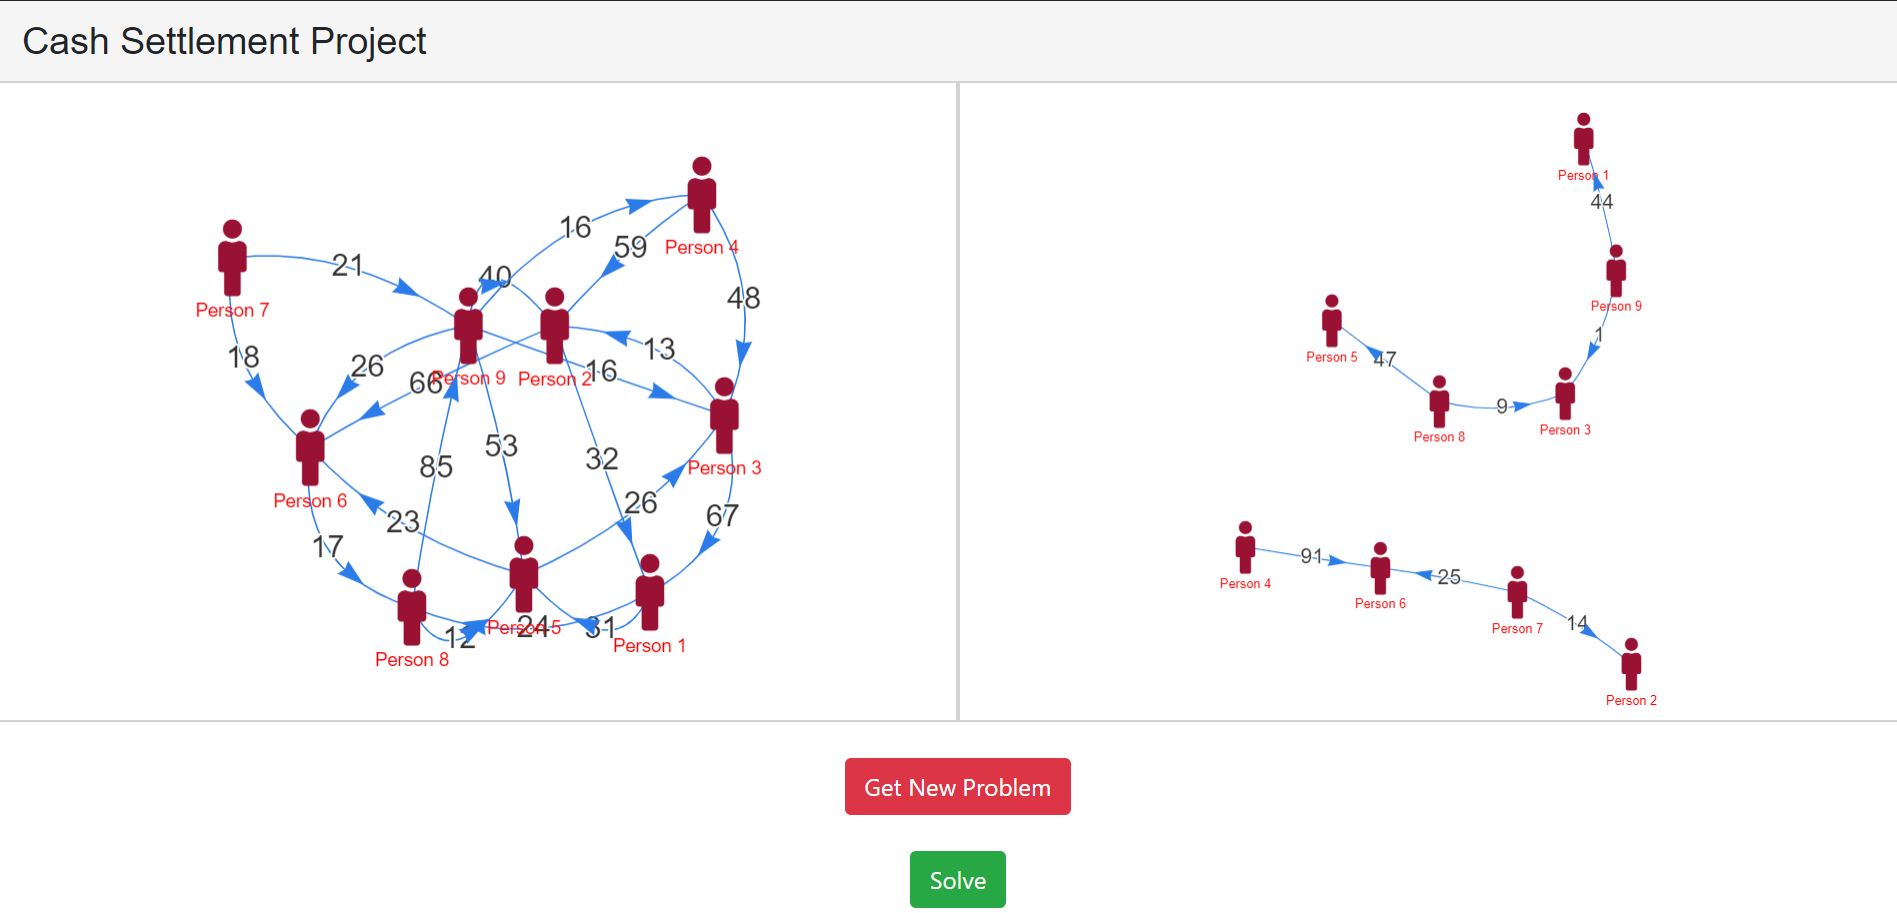 Cash Settlement Project
16
59
Person 4
21
40
Person 7
48
18
26
13
66
Person 9
Person 2
16
85
53
32
Person 3
26
67
Person 6
23
17
12
Person 5
24
31
Person 1
Person 8
Person 1
44
Person 9
1
Person 5
47
9
Person 8
Person 3
91
Person 4
Person 6
25
Person 7
14
Person 2
Get New Problem
Solve